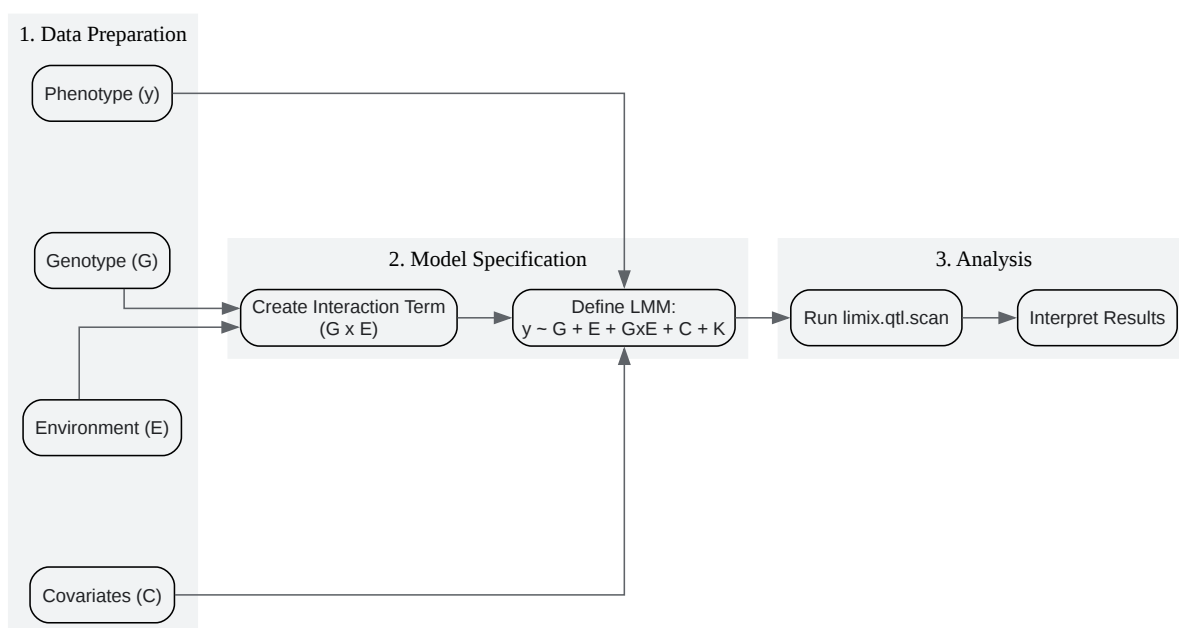 1. Data Preparation
Phenotype (y)
Genotype (G)
Environment (E)
Covariates (C)
2. Model Specification
Create Interaction Term
(G x E)
Define LMM:
y ~ G + E + GxE + C + K
3. Analysis
Run limix.qtl.scan
Interpret Results